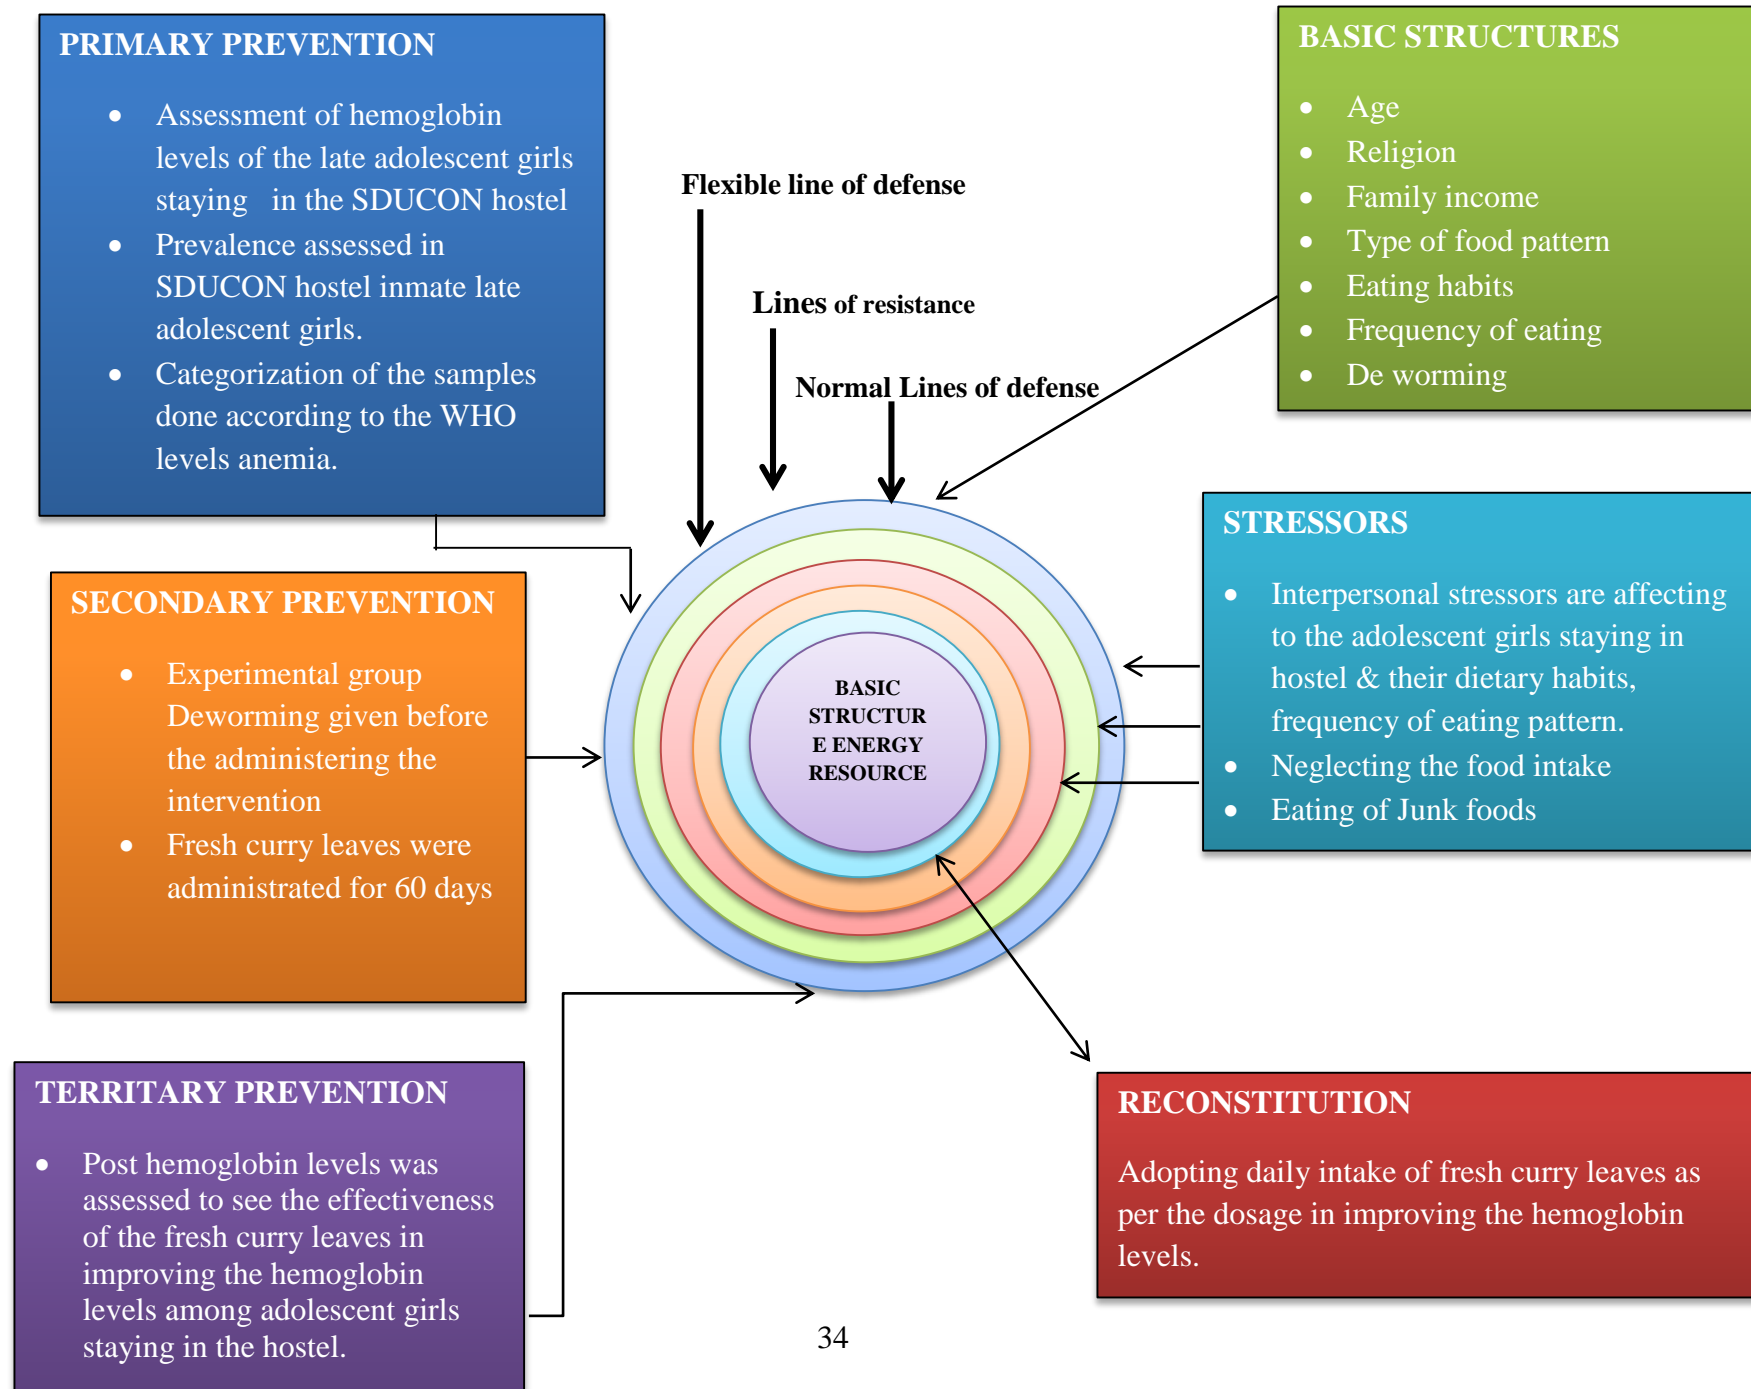 PRIMARY PREVENTION
• Assessment of hemoglobin
levels of the late adolescent girls
staying in the SDUCON hostel
• Prevalence assessed in
SDUCON hostel inmate late
adolescent girls.
• Categorization of the samples
done according to the WHO
levels anemia.
Flexible line of defense
Lines of resistance
Normal Lines of defense
BASIC STRUCTURES
• Age
• Religion
• Family income
• Type of food pattern
• Eating habits
• Frequency of eating
• De worming
SECONDARY PREVENTION
• Experimental group
Deworming given before
the administering the
intervention
• Fresh curry leaves were
administrated for 60 days
BASIC
STRUCTUR
E ENERGY
RESOURCE
STRESSORS
• Interpersonal stressors are affecting
to the adolescent girls staying in
hostel & their dietary habits,
frequency of eating pattern.
• Neglecting the food intake
• Eating of Junk foods
TERRITARY PREVENTION
• Post hemoglobin levels was
assessed to see the effectiveness
of the fresh curry leaves in
improving the hemoglobin
levels among adolescent girls
staying in the hostel.
RECONSTITUTION
Adopting daily intake of fresh curry leaves as
per the dosage in improving the hemoglobin
levels.
34